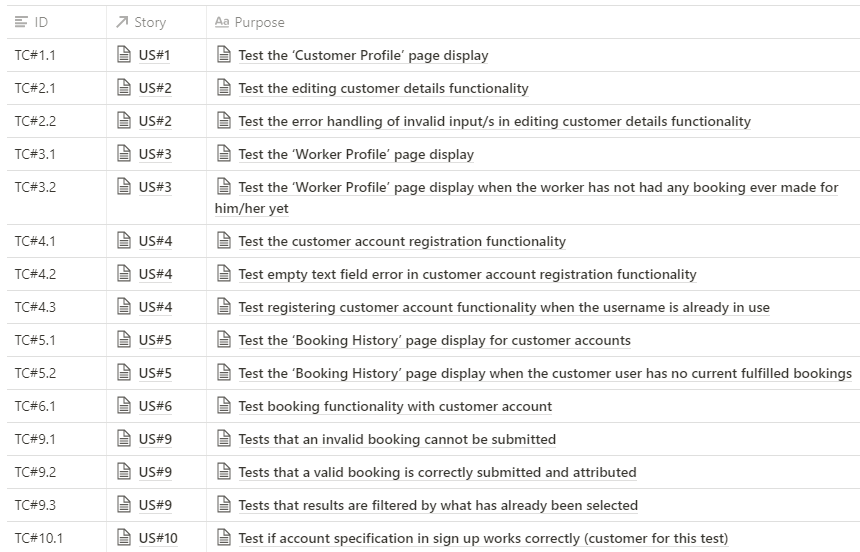 ID Story Aa Purpose
TC#1.1 US#1 Test the ‘Customer Profile’ page display
TC#2.1 US#2 Test the editing customer details functionality
TC#2.2 US#2 Test the error handling of invalid input/s in editing customer details functionality
TC#3.1 US#3 Test the ‘Worker Profile’ page display
TC#3.2 US#3 Test the ‘Worker Profile’ page display when the worker has not had any booking ever made for
him/her yet
TC#4.1 US#4 Test the customer account registration functionality
TC#4.2 US#4 Test empty text field error in customer account registration functionality
TC#4.3 US#4 Test registering customer account functionality when the username is already in use
TC#5.1 US#5 Test the ‘Booking History’ page display for customer accounts
TC#5.2 US#5 Test the ‘Booking History’ page display when the customer user has no current fulfilled bookings
TC#6.1 US#6 Test booking functionality with customer account
TC#9.1 US#9 Tests that an invalid booking cannot be submitted
TC#9.2 US#9 Tests that a valid booking is correctly submitted and attributed
TC#9.3 US#9 Tests that results are filtered by what has already been selected
TC#10.1 US#10 Test if account specification in sign up works correctly (customer for this test)